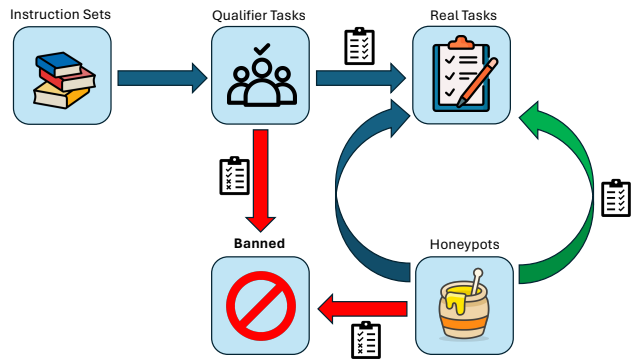 Instruction Sets
Qualifier Tasks
Real Tasks
Banned
Honeypots